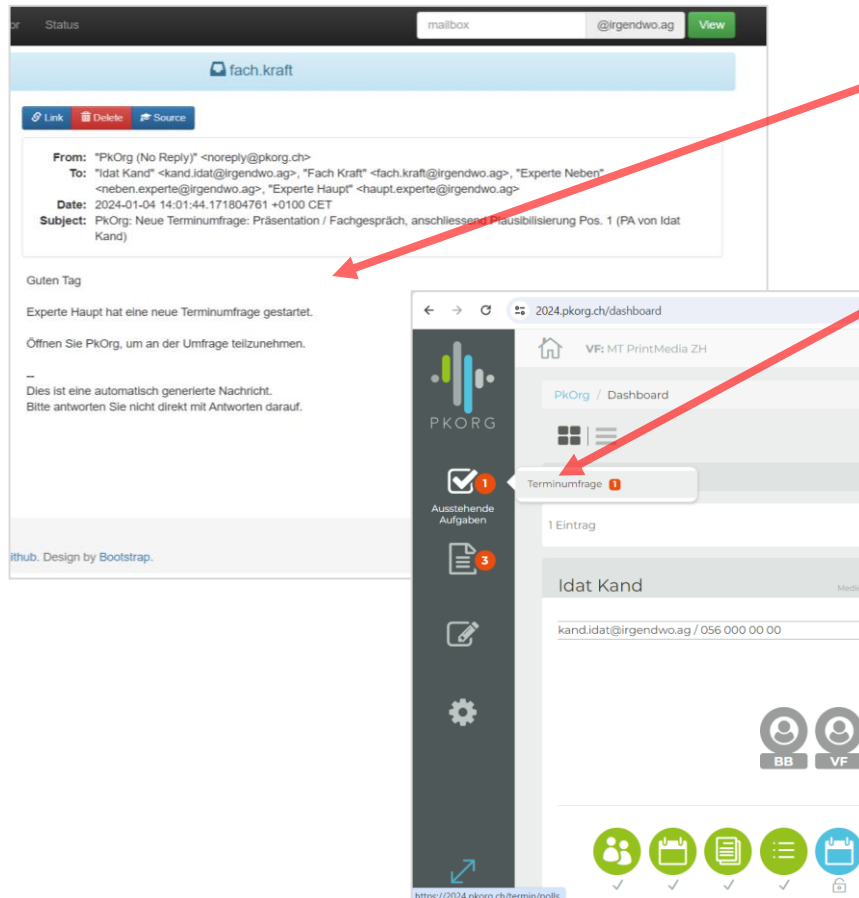 or Status mailbox @irgendwo.ag View
fach.kraft
Link Delete Source
From: "PkOrg (No Reply)" <noreply@pkorg.ch>
To: "Idat Kand" <kand.idat@irgendwo.ag>, "Fach Kraft" <fach.kraft@irgendwo.ag>, "Experte Neben"
<neben.experte@irgendwo.ag>, "Experte Haupt" <haupt.experte@irgendwo.ag>
Date: 2024-01-04 14:01:44.171804761 +0100 CET
Subject: PkOrg: Neue Terminumfrage: Präsentation / Fachgespräch, anschliessend Plausibilisierung Pos. 1 (PA von Idat
Kand)
Guten Tag
Experte Haupt hat eine neue Terminumfrage gestartet.
Öffnen Sie PkOrg, um an der Umfrage teilzunehmen.
--
Dies ist eine automatisch generierte Nachricht.
Bitte antworten Sie nicht direkt mit Antworten darauf.
ithub. Design by Bootstrap.
2024.pkorg.ch/dashboard
VF: MT PrintMedia ZH
PKORG
PkOrg / Dashboard
1
Terminumfrage 1
Ausstehende
Aufgaben
1 Eintrag
3
Idat Kand Medie
kand.idat@irgendwo.ag / 056 000 00 00
BB VF
https://2024.pkorg.ch/termin/polls